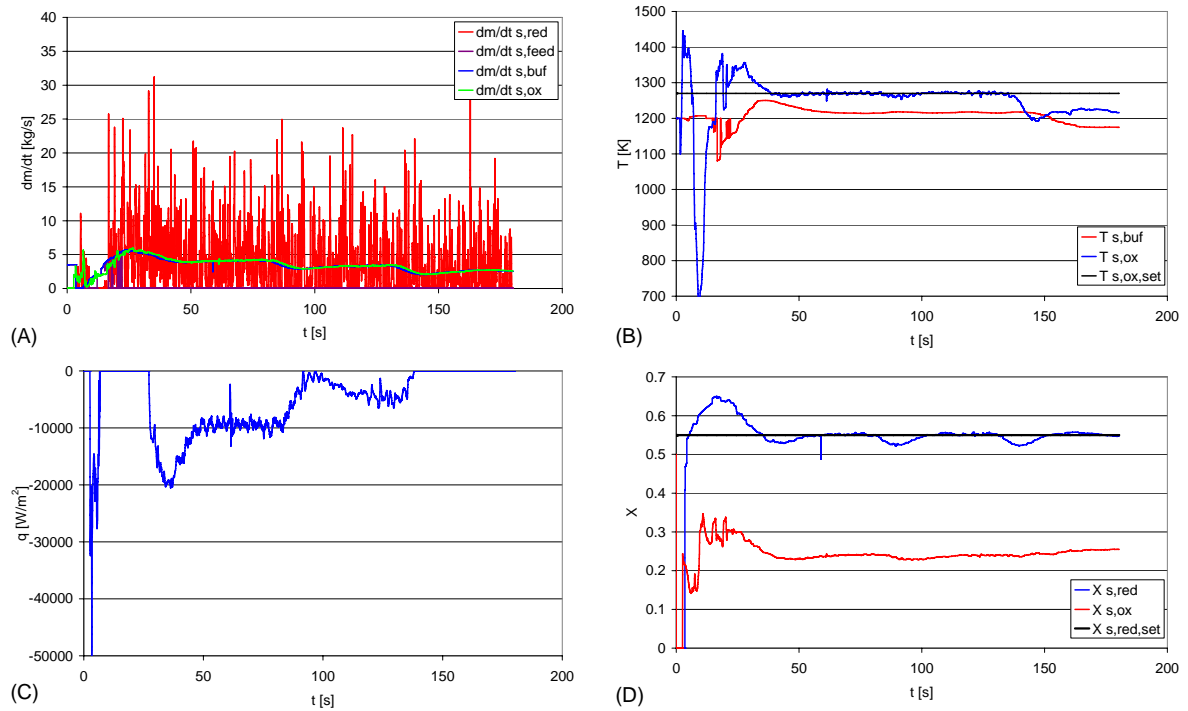 40
35
30
25
20
15
10
5
0
dm/dt [kg/s]
dm/dt s,red
dm/dt s,feed
dm/dt s,buf
dm/dt s,ox
0 50 100 150 200
t [s]
(A)
1500
1400
1300
1200
1100
1000
900
800
700
T [K]
T s,buf
T s,ox
T s,ox,set
0 50 100 150 200
t [s]
(B)
0
-10000
-20000
-30000
-40000
-50000
q [W/m²]
0 50 100 150 200
t [s]
(C)
0.7
0.6
0.5
0.4
0.3
0.2
0.1
0
X
X s,red
X s,ox
X s,red,set
0 50 100 150 200
t [s]
(D)